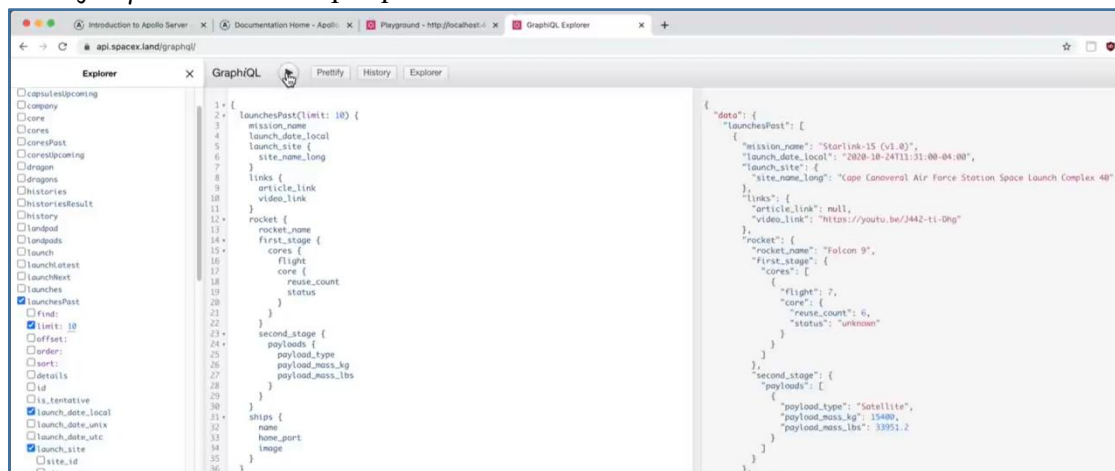 Introduction to Apollo Server
Documentation Home - Apollo
Playground - http://localhost:4
GraphiQL Explorer
api.spacex.land/graphql/
Explorer
GraphiQL
Prettify
History
Explorer
capsulesUpcoming
company
core
cores
coresPast
coresUpcoming
dragon
dragons
histories
historiesResult
history
landpad
landpads
launch
launchLatest
launchNext
launches
launchesPast
find:
limit: 10
offset:
order:
sort:
details
id
is_tentative
launch_date_local
launch_date_unix
launch_date_utc
launch_site
site_id
1 {
2 launchesPast(limit: 10) {
3 mission_name
4 launch_date_local
5 launch_site {
6 site_name_long
7 }
8 links {
9 article_link
10 video_link
11 }
12 rocket {
13 rocket_name
14 first_stage {
15 cores {
16 flight
17 core {
18 reuse_count
19 status
20 }
21 }
22 }
23 second_stage {
24 payloads {
25 payload_type
26 payload_mass_kg
27 payload_mass_lbs
28 }
29 }
30 }
31 ships {
32 name
33 home_port
34 image
35 }
36 }
{
"data": {
"launchesPast": [
{
"mission_name": "Starlink-15 (v1.0)",
"launch_date_local": "2020-10-24T11:31:00-04:00",
"launch_site": {
"site_name_long": "Cape Canaveral Air Force Station Space Launch Complex 40"
},
"links": {
"article_link": null,
"video_link": "https://youtu.be/J442-ti-Dhg"
},
"rocket": {
"rocket_name": "Falcon 9",
"first_stage": {
"cores": [
{
"flight": 7,
"core": {
"reuse_count": 6,
"status": "unknown"
}
}
]
},
"second_stage": {
"payloads": [
{
"payload_type": "Satellite",
"payload_mass_kg": 15400,
"payload_mass_lbs": 33951.2
}
]
},